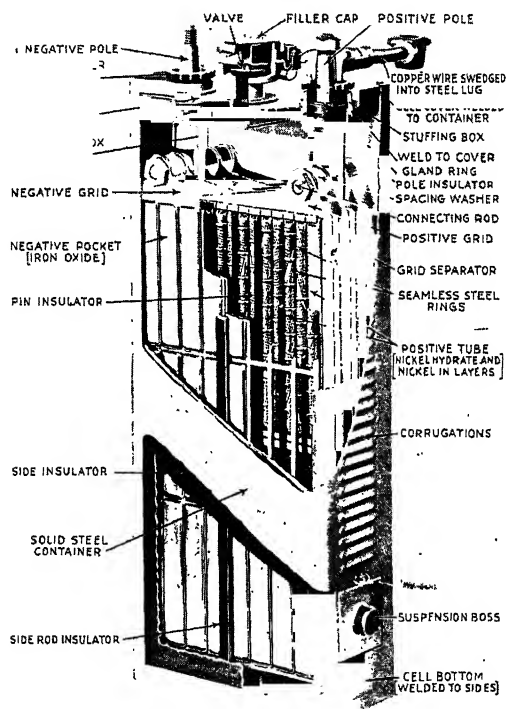 VALVE
FILLER CAP
POSITIVE POLE
NEGATIVE POLE
COPPER WIRE SWEDGED
INTO STEEL LUG
TO CONTAINER
STUFFING BOX
WELD TO COVER
GLAND RING
POLE INSULATOR
SPACING WASHER
NEGATIVE GRID
CONNECTING ROD
POSITIVE GRID
NEGATIVE POCKET
[IRON OXIDE]
GRID SEPARATOR
PIN INSULATOR
SEAMLESS STEEL
RINGS
POSITIVE TUBE
[NICKEL HYDRATE AND
NICKEL IN LAYERS]
CORRUGATIONS
SIDE INSULATOR
SOLID STEEL
CONTAINER
SUSPENSION BOSS
SIDE ROD INSULATOR
CELL BOTTOM
WELDED TO SIDES]